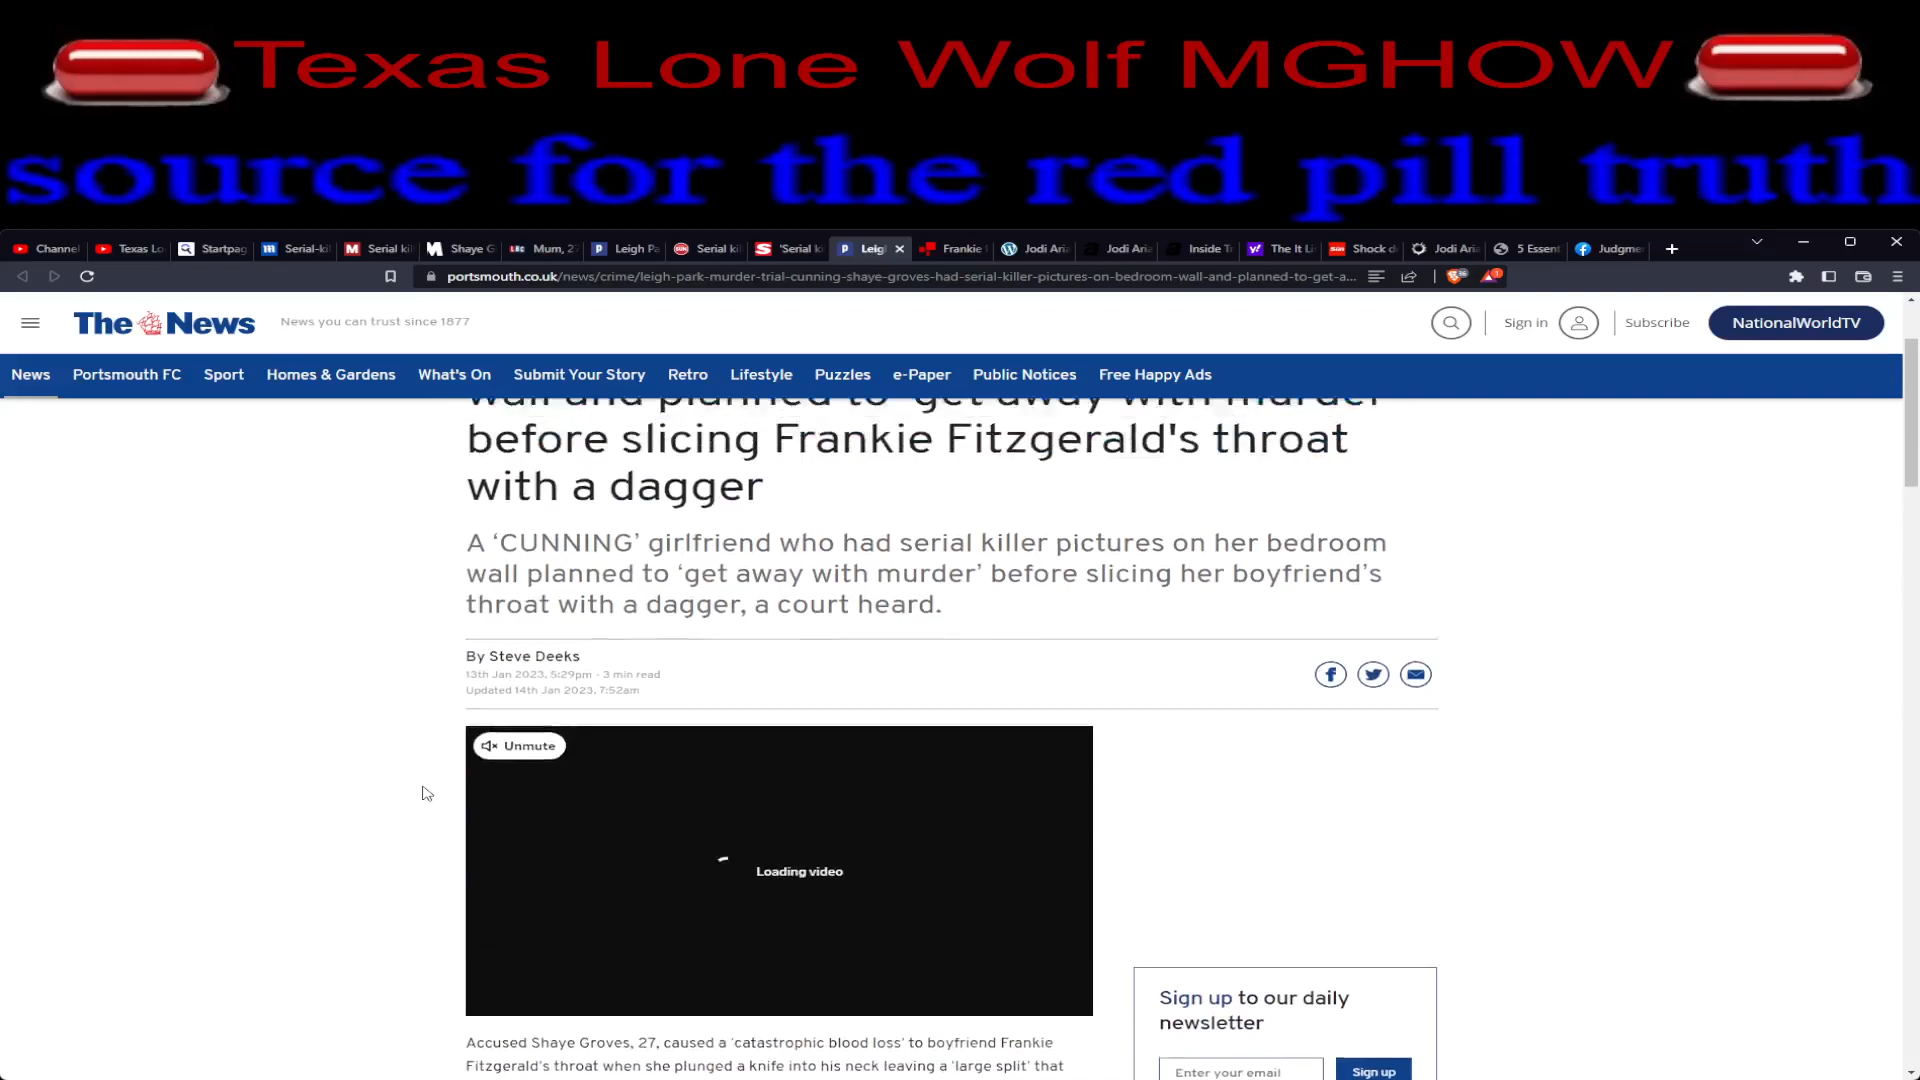 Texas Lone Wolf MGHOW
source for the red pill truth
Channel Texas Lo Startpag Serial-ki Serial ki Shaye G Mum, 27 Leigh Pa Serial ki 'Serial k Leigh Frankie Jodi Aria Jodi Aria Inside T The It Li Shock d Jodi Aria 5 Essent Judgme
portsmouth.co.uk/news/crime/leigh-park-murder-trial-cunning-shaye-groves-had-serial-killer-pictures-on-bedroom-wall-and-planned-to-get-a...
The News News you can trust since 1877 Sign in Subscribe NationalWorldTV
News Portsmouth FC Sport Homes & Gardens What's On Submit Your Story Retro Lifestyle Puzzles e-Paper Public Notices Free Happy Ads
wall and planned to 'get away with murder'
before slicing Frankie Fitzgerald's throat
with a dagger
A ‘CUNNING’ girlfriend who had serial killer pictures on her bedroom
wall planned to ‘get away with murder’ before slicing her boyfriend’s
throat with a dagger, a court heard.
By Steve Deeks
13th Jan 2023, 5:29pm - 3 min read
Updated 14th Jan 2023, 7:52am
Unmute
Loading video
Sign up to our daily
newsletter
Enter your email Sign up
Accused Shaye Groves, 27, caused a ‘catastrophic blood loss’ to boyfriend Frankie
Fitzgerald’s throat when she plunged a knife into his neck leaving a ‘large split’ that